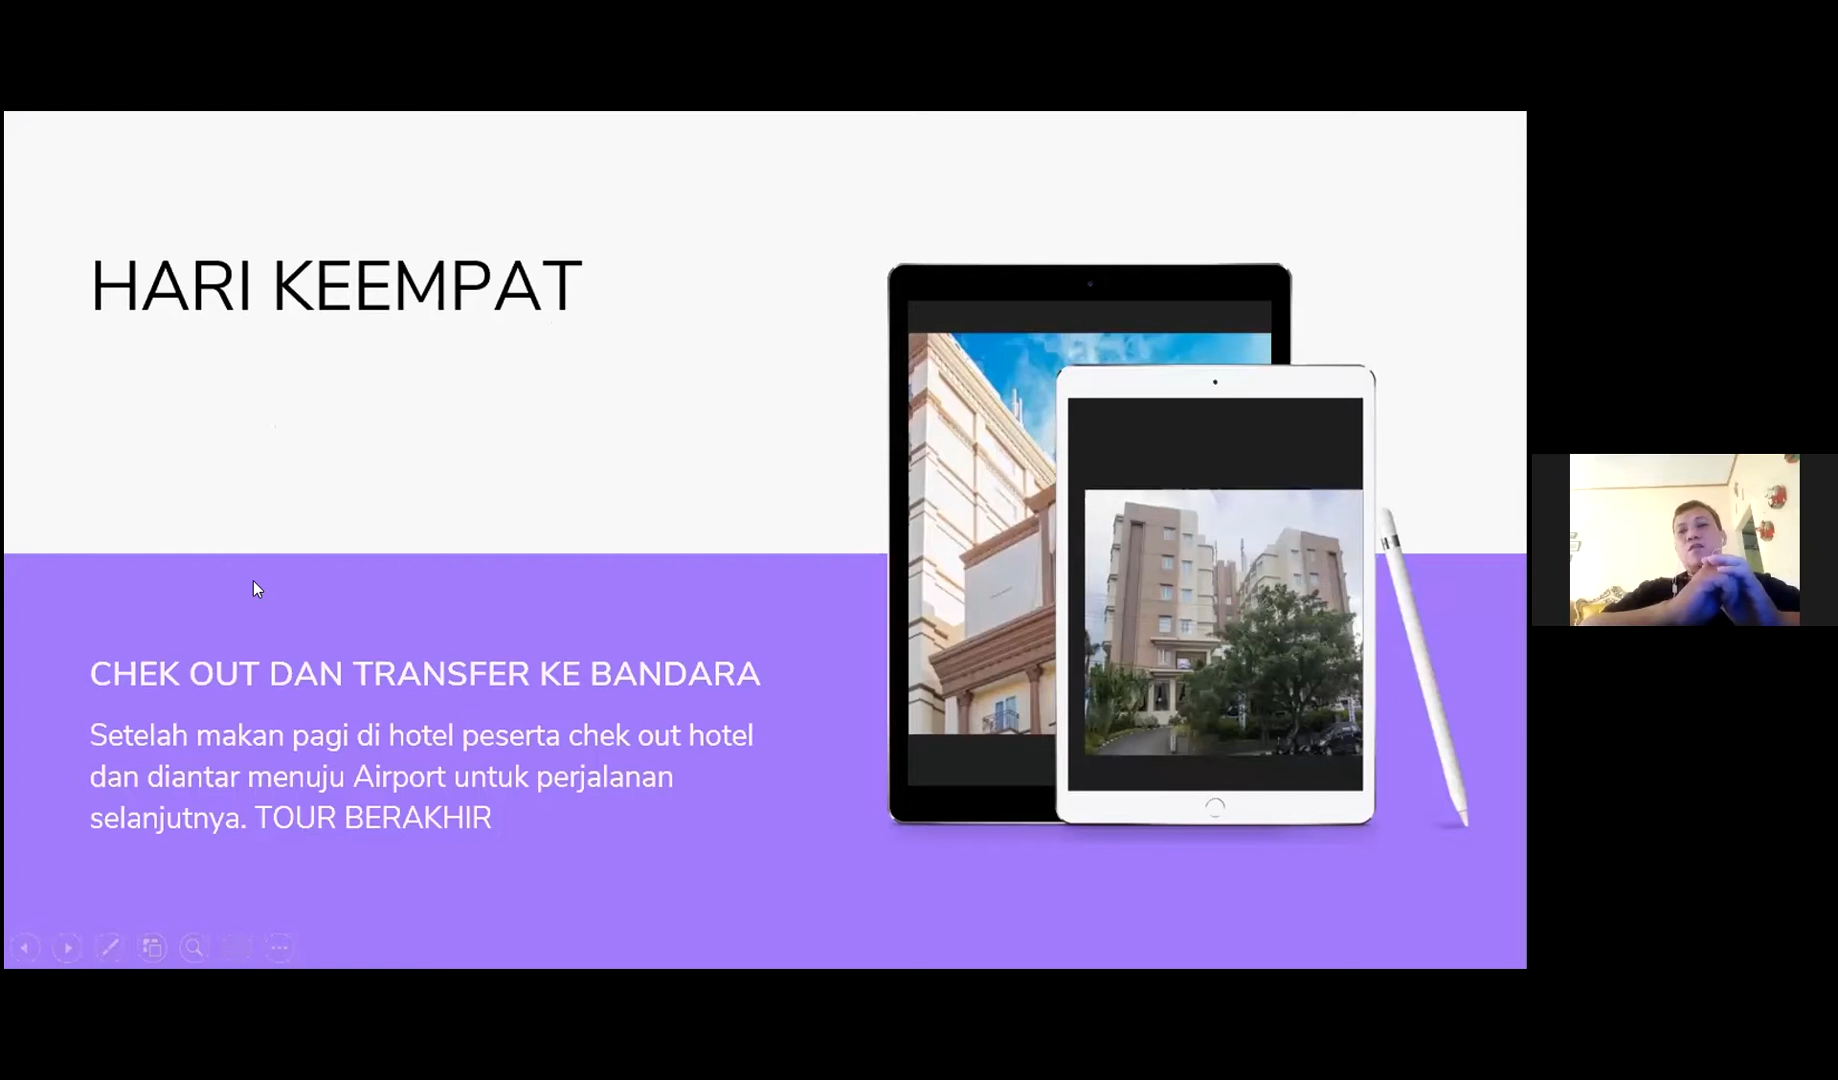 HARI KEEMPAT
CHEK OUT DAN TRANSFER KE BANDARA
Setelah makan pagi di hotel peserta chek out hotel
dan diantar menuju Airport untuk perjalanan
selanjutnya. TOUR BERAKHIR